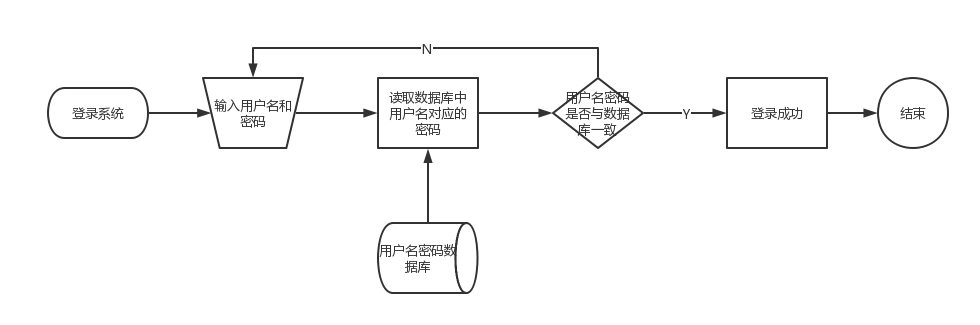 N
登录系统
输入用户名和
密码
读取数据库中
用户名对应的
密码
用户名密码
是否与数据
库一致
Y
登录成功
结束
用户名密码数
据库